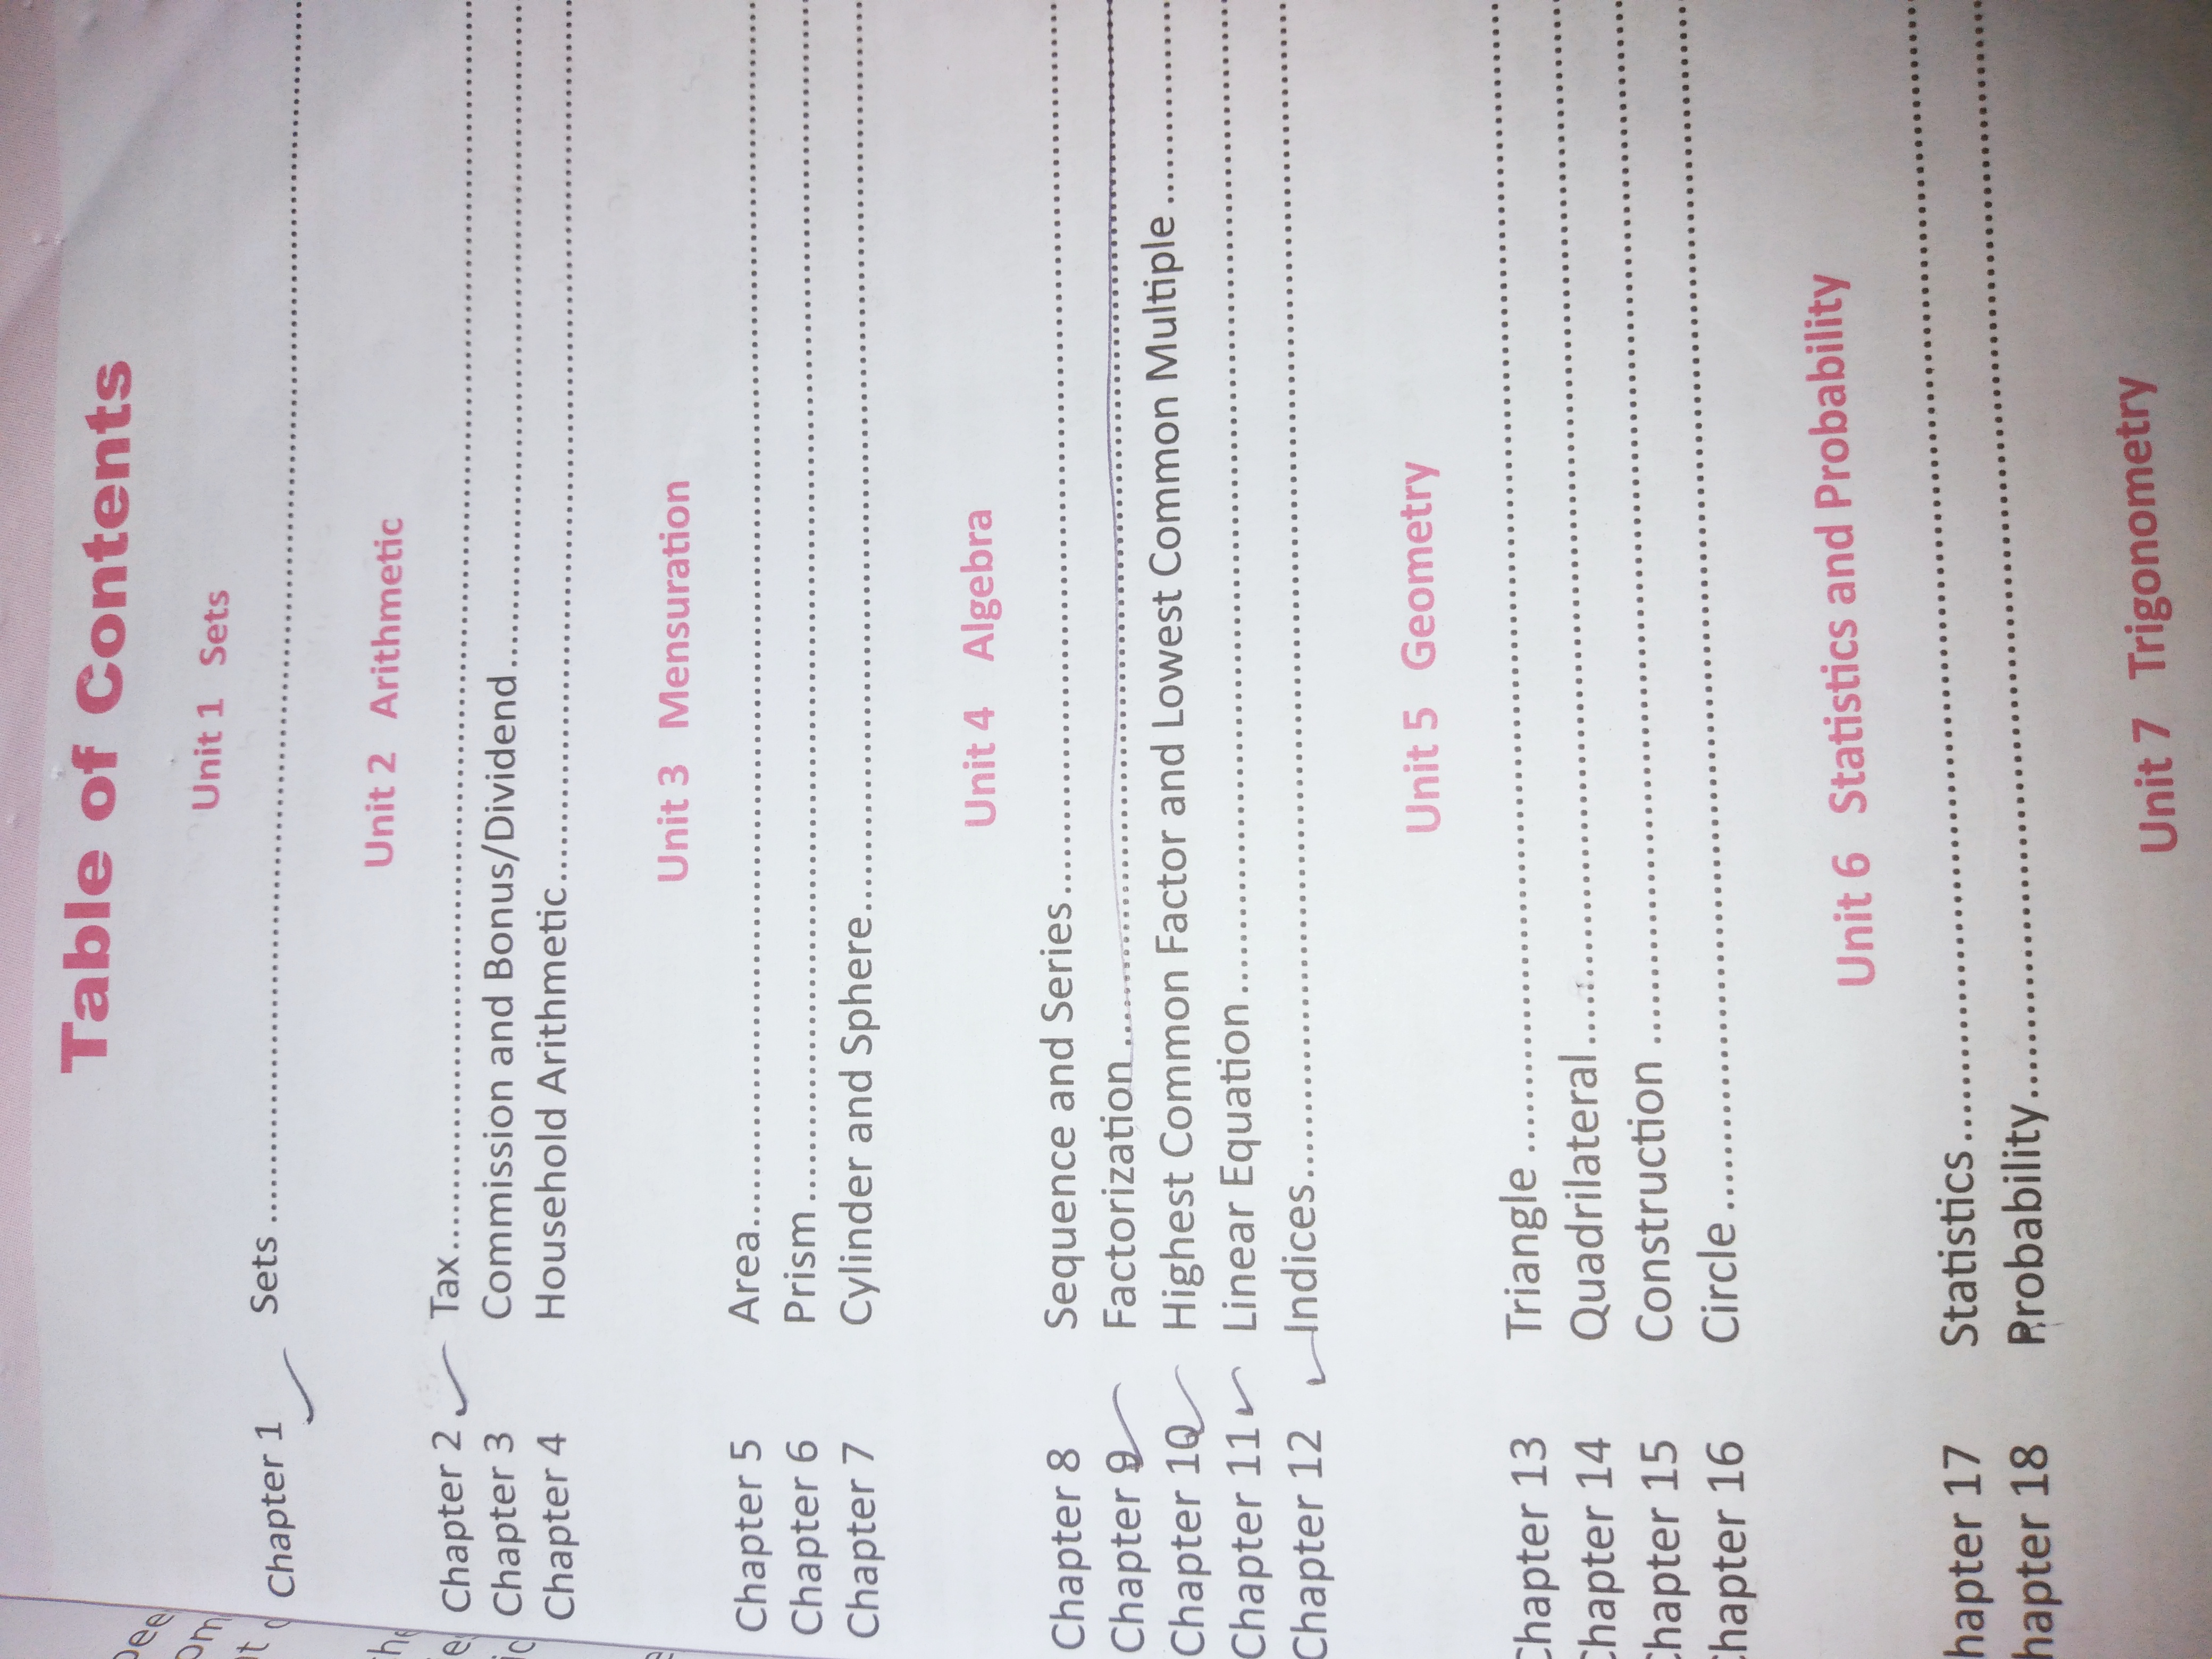 Table of Contents
Unit 1 Sets
Chapter 1 Sets
Unit 2 Arithmetic
Chapter 2 Tax
Chapter 3 Commission and Bonus/Dividend
Chapter 4 Household Arithmetic
Unit 3 Mensuration
Chapter 5 Area
Chapter 6 Prism
Chapter 7 Cylinder and Sphere
Unit 4 Algebra
Chapter 8 Sequence and Series
Chapter 9 Factorization
Chapter 10 Highest Common Factor and Lowest Common Multiple
Chapter 11 Linear Equation
Chapter 12 Indices
Unit 5 Geometry
Chapter 13 Triangle
Chapter 14 Quadrilateral
Chapter 15 Construction
Chapter 16 Circle
Unit 6 Statistics and Probability
hapter 17 Statistics
hapter 18 Probability
Unit 7 Trigonometry